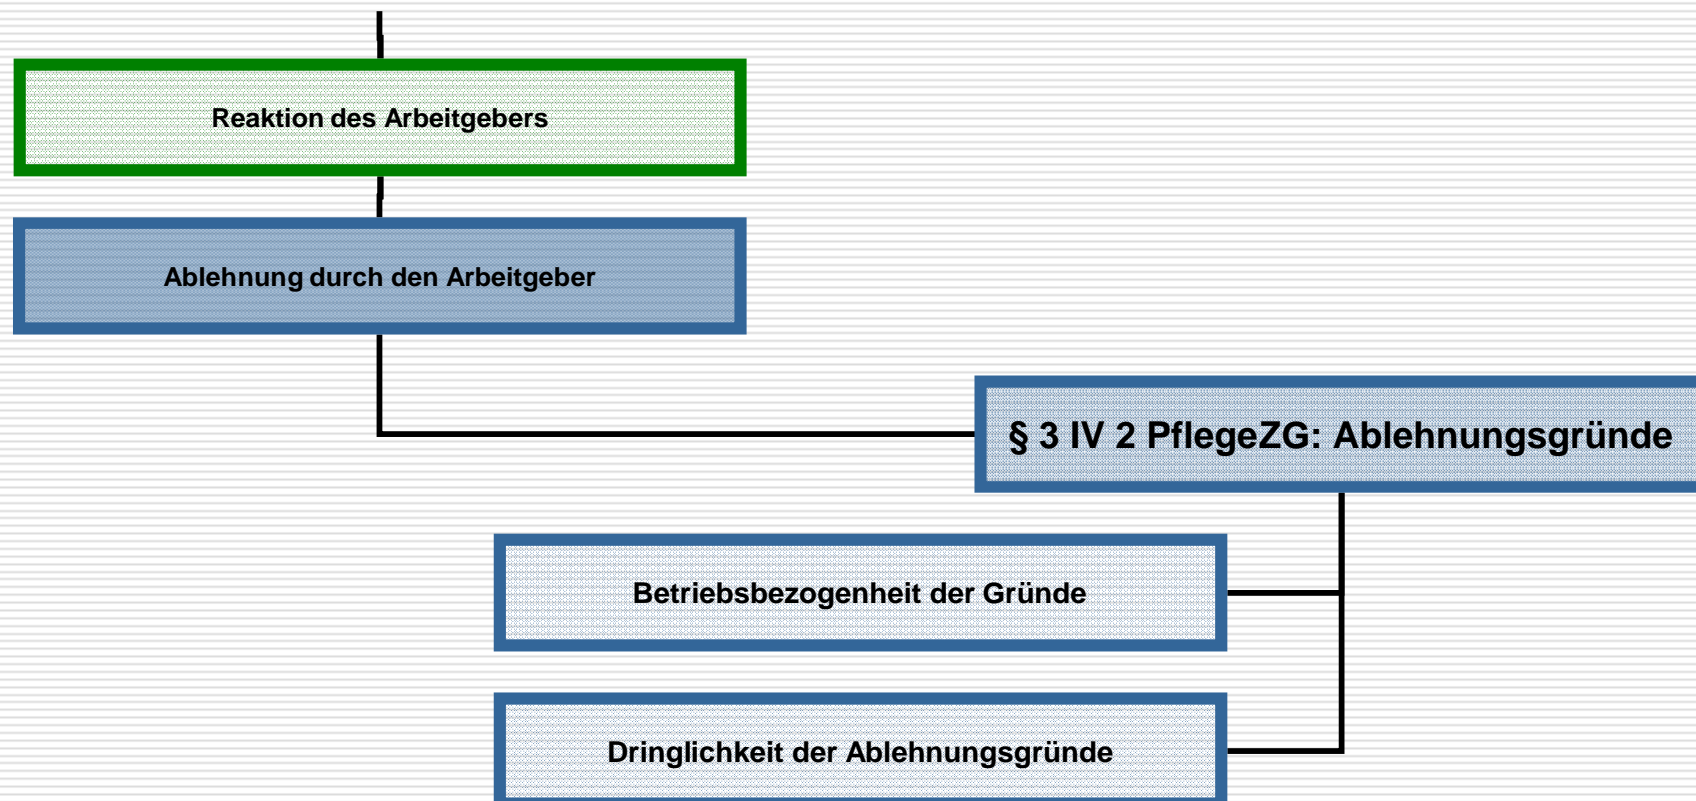 Reaktion des Arbeitgebers
Ablehnung durch den Arbeitgeber
§ 3 IV 2 PflegeZG: Ablehnungsgründe
Betriebsbezogenheit der Gründe
Dringlichkeit der Ablehnungsgründe